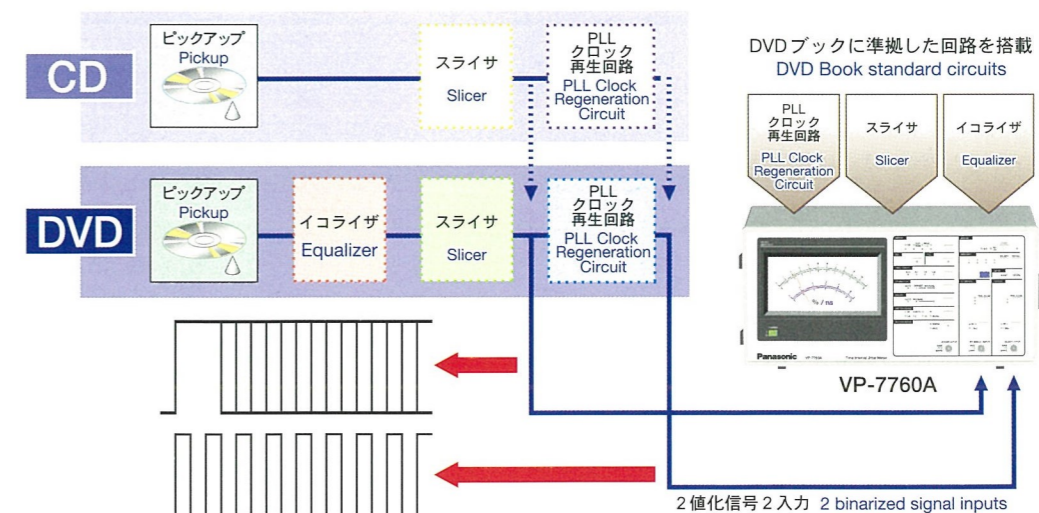 CD
ピックアップ
Pickup
スライサ
Slicer
PLL
クロック
再生回路
PLL Clock
Regeneration
Circuit
DVD
ピックアップ
Pickup
イコライザ
Equalizer
スライサ
Slicer
PLL
クロック
再生回路
PLL Clock
Regeneration
Circuit
DVDブックに準拠した回路を搭載
DVD Book standard circuits
PLL
クロック
再生回路
PLL Clock
Regeneration
Circuit
スライサ
Slicer
イコライザ
Equalizer
% / ns
Panasonic VP-7760A Time Interval Jitter Meter
VP-7760A
2値化信号2入力 2 binarized signal inputs